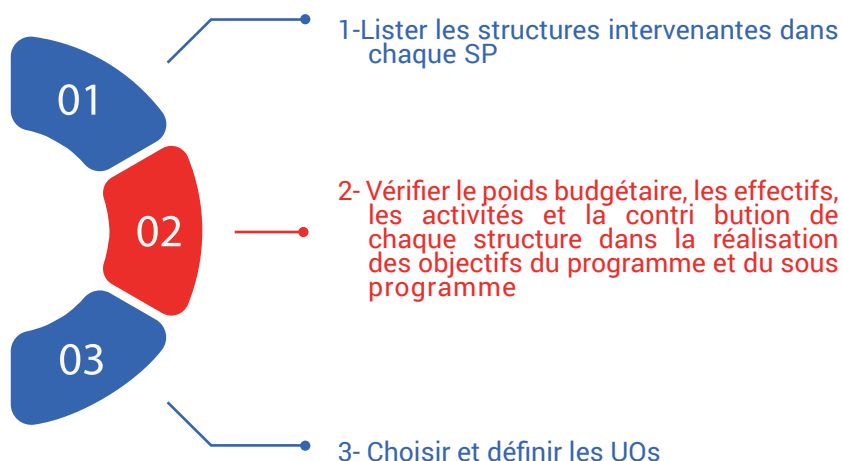 01
1-Lister les structures intervenantes dans
chaque SP
02
2- Vérifier le poids budgétaire, les effectifs,
les activités et la contri bution de
chaque structure dans la réalisation
des objectifs du programme et du sous
programme
03
3- Choisir et définir les UOs